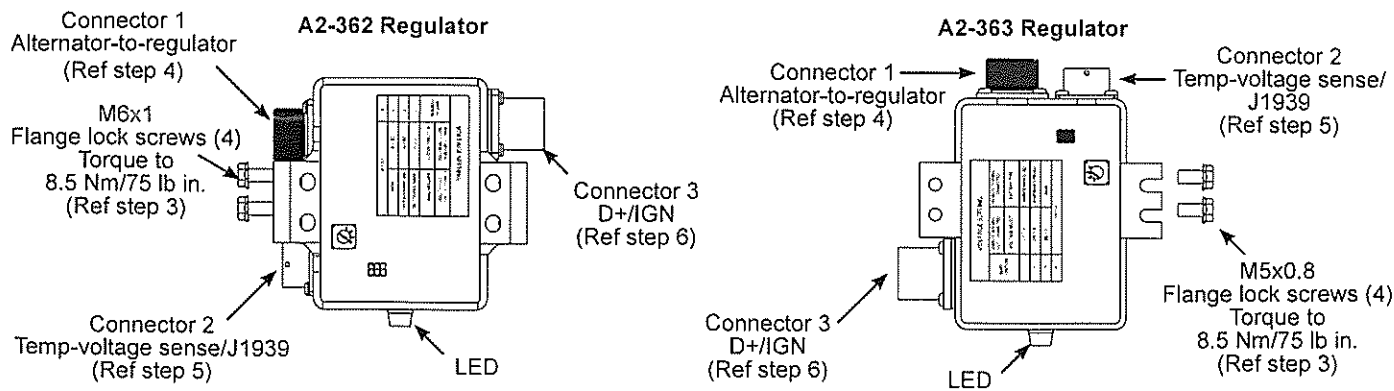 A2-362 Regulator
Connector 1
Alternator-to-regulator
(Ref step 4)
M6x1
Flange lock screws (4)
Torque to
8.5 Nm/75 lb in.
(Ref step 3)
Connector 2
Temp-voltage sense/J1939
(Ref step 5)
LED
Connector 3
D+/IGN
(Ref step 6)
A2-363 Regulator
Connector 1
Alternator-to-regulator
(Ref step 4)
Connector 2
Temp-voltage sense/
J1939
(Ref step 5)
Connector 3
D+/IGN
(Ref step 6)
LED
M5x0.8
Flange lock screws (4)
Torque to
8.5 Nm/75 lb in.
(Ref step 3)